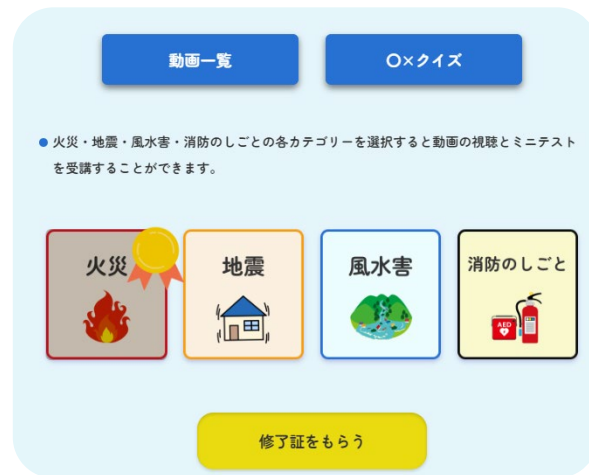 動画一覧
〇×クイズ
火災・地震・風水害・消防のしごとの各カテゴリーを選択すると動画の視聴とミニテスト
を受講することができます。
火災
地震
風水害
消防のしごと
AED
修了証をもらう